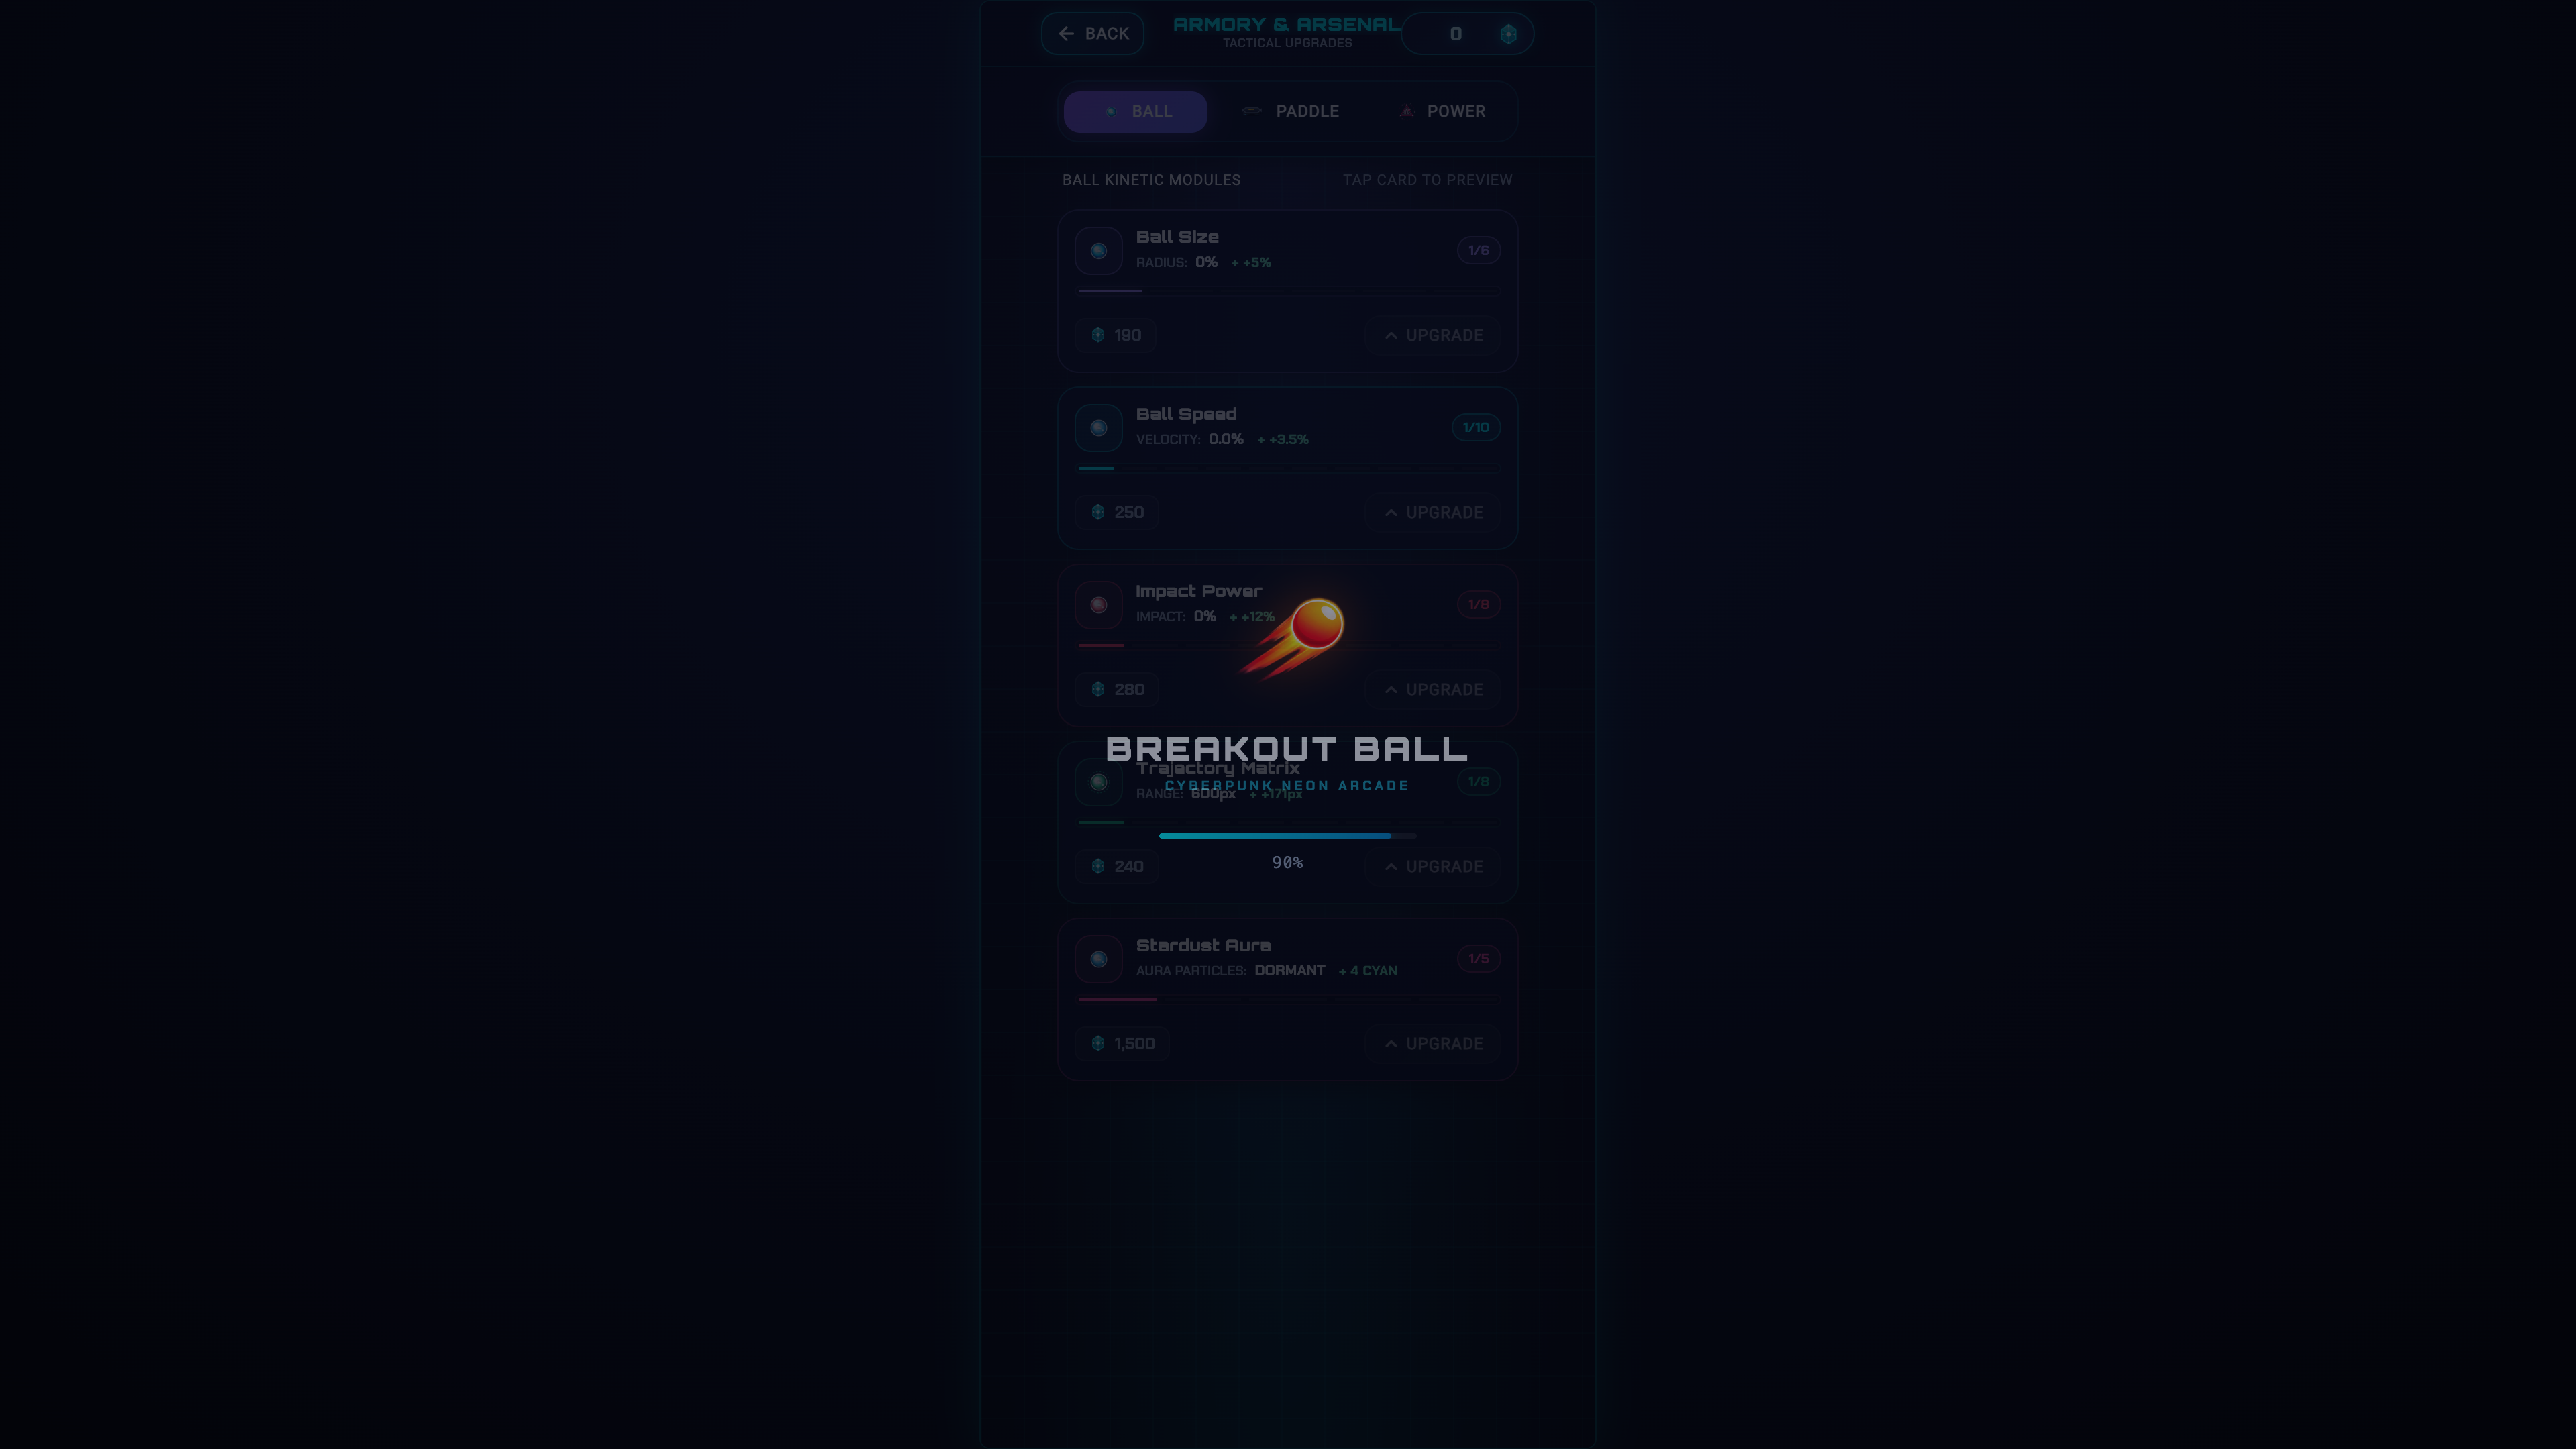 BACK
ARMORY & ARSENAL
TACTICAL UPGRADES
0
BALL
PADDLE
POWER
BALL KINETIC MODULES
TAP CARD TO PREVIEW
Ball Size
RADIUS: 0% + +5%
1/6
190
UPGRADE
Ball Speed
VELOCITY: 0.0% + +3.5%
1/10
250
UPGRADE
Impact Power
IMPACT: 0% + +12%
1/8
280
UPGRADE
BREAKOUT BALL
Trajectory Matrix
CYBERPUNK NEON ARCADE
RANGE: 600px + +171px
1/8
90%
240
UPGRADE
Stardust Aura
AURA PARTICLES: DORMANT + 4 CYAN
1/5
1,500
UPGRADE